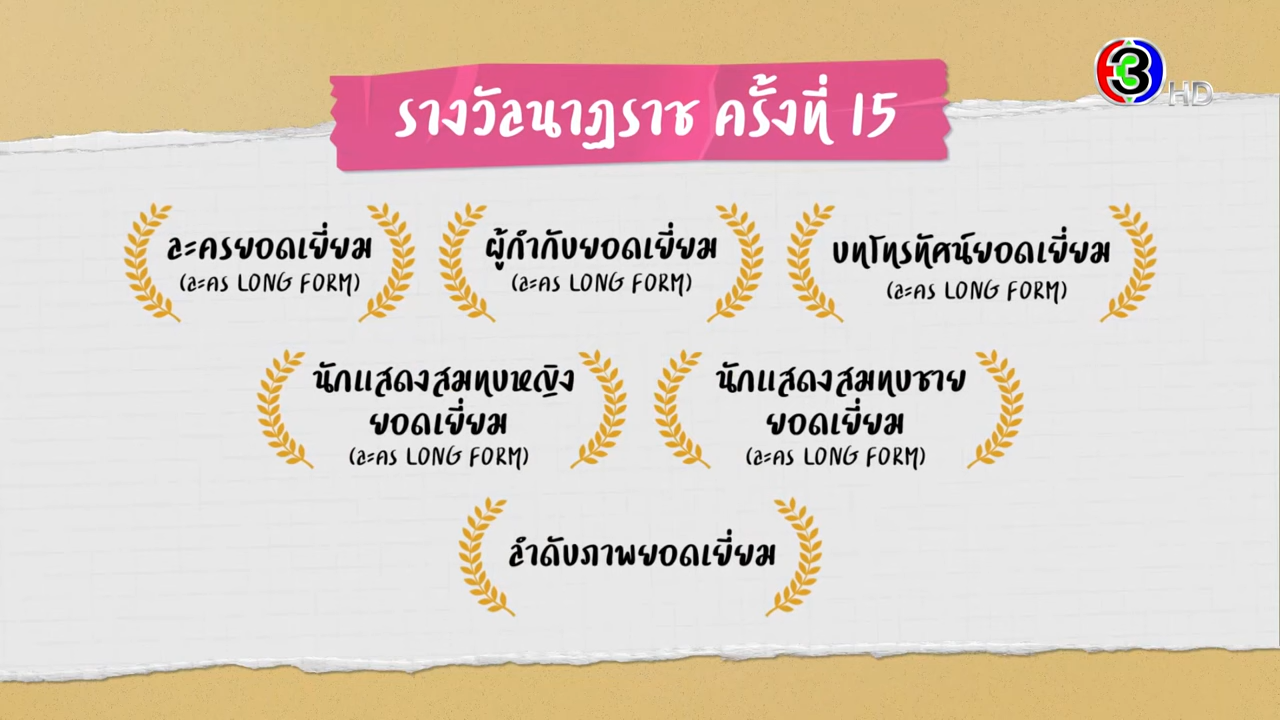 รางวัลนาฏราช ครั้งที่ 15
3 HD
ละครยอดเยี่ยม
(ละคร LONG FORM)
ผู้กำกับยอดเยี่ยม
(ละคร LONG FORM)
บทโทรทัศน์ยอดเยี่ยม
(ละคร LONG FORM)
นักแสดงสมทบหญิง
ยอดเยี่ยม
(ละคร LONG FORM)
นักแสดงสมทบชาย
ยอดเยี่ยม
(ละคร LONG FORM)
ลำดับภาพยอดเยี่ยม